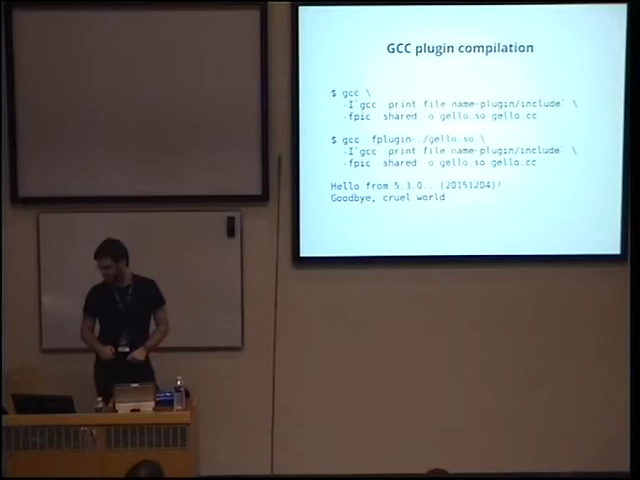 GCC plugin compilation
$ gcc \
-I`gcc print file name=plugin/include` \
-fpic shared o gello.so gello.cc
$ gcc fplugin=./gello.so \
-I`gcc print file name=plugin/include` \
-fpic shared o gello.so gello.cc
Hello from 5.3.0.. (20151204)!
Goodbye, cruel world